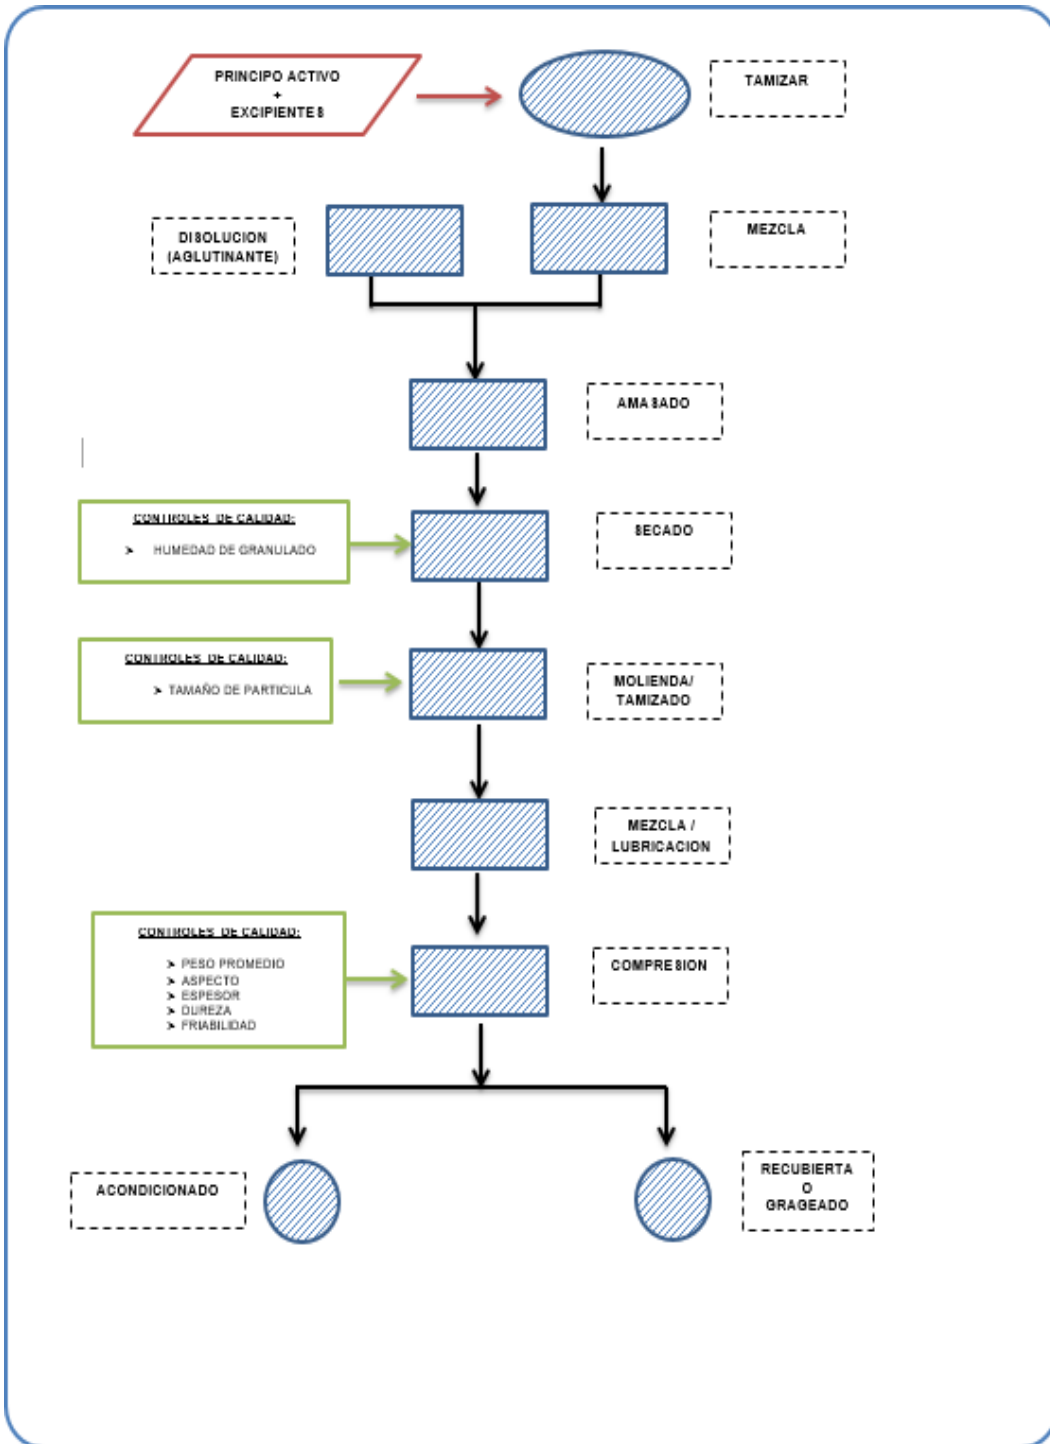 PRINCIPO ACTIVO
+
EXCIPIENTES
TAMIZAR
DISOLUCION
(AGLUTINANTE)
MEZCLA
AMASADO
CONTROLES DE CALIDAD:
➤ HUMEDAD DE GRANULADO
SECADO
CONTROLES DE CALIDAD:
➤ TAMAÑO DE PARTICULA
MOLIENDA/
TAMIZADO
MEZCLA /
LUBRICACION
CONTROLES DE CALIDAD:
➤ PESO PROMEDIO
➤ ASPECTO
➤ ESPESOR
➤ DUREZA
➤ FRIABILIDAD
COMPRESION
ACONDICIONADO
RECUBIERTA
O
GRAGEADO